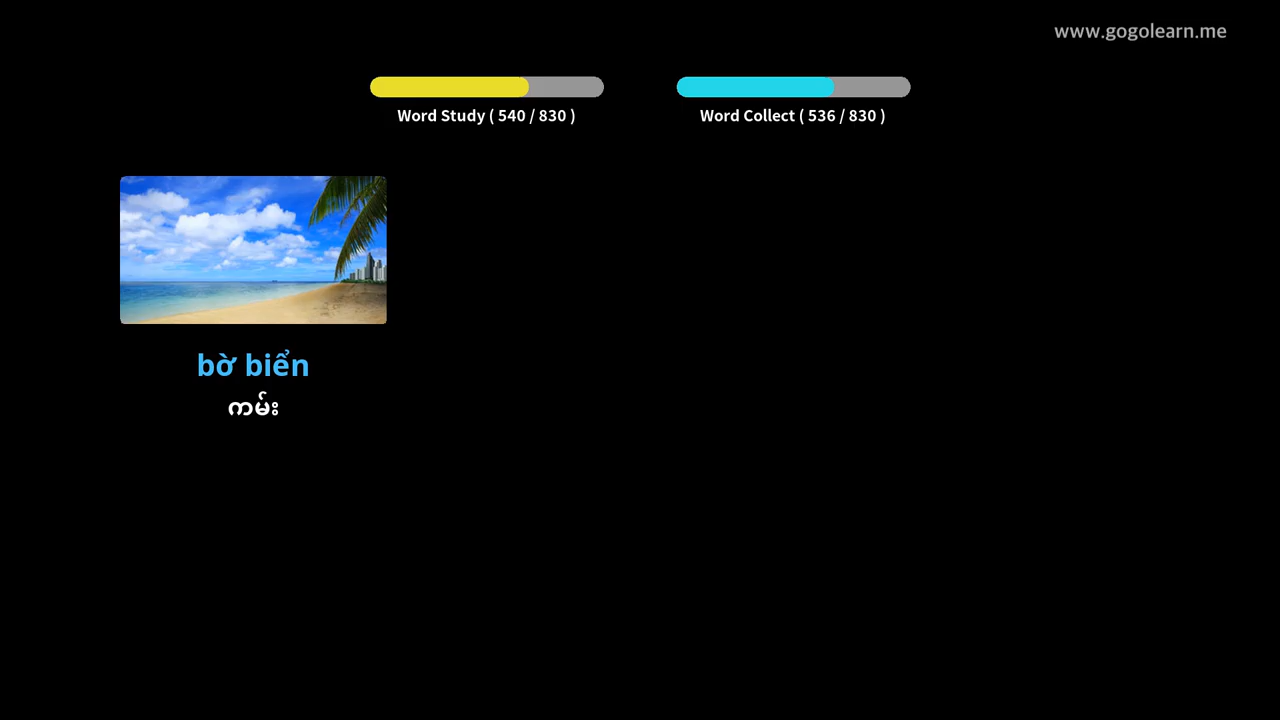 www.gogolearn.me
Word Study ( 540 / 830 )
Word Collect ( 536 / 830 )
bờ biển
ကမ်း